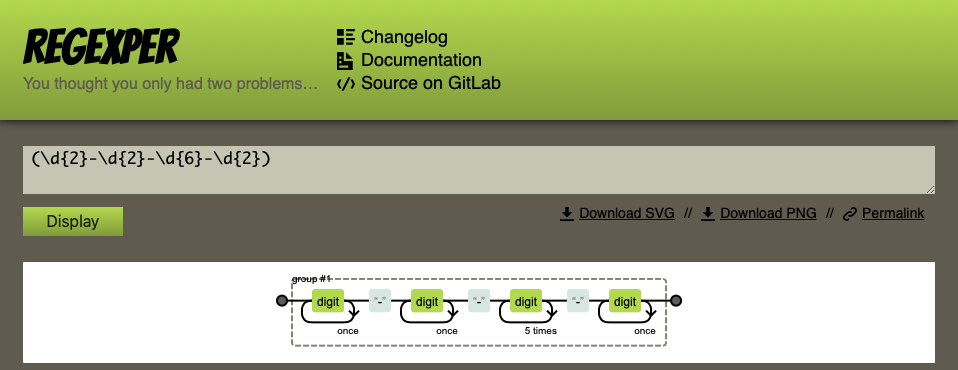 REGEXPER
You thought you only had two problems…
Changelog
Documentation
Source on GitLab
(\d{2}-\d{2}-\d{6}-\d{2})
Display
Download SVG // Download PNG // Permalink
group #1
digit “-” digit “-” digit “-” digit
once once 5 times once